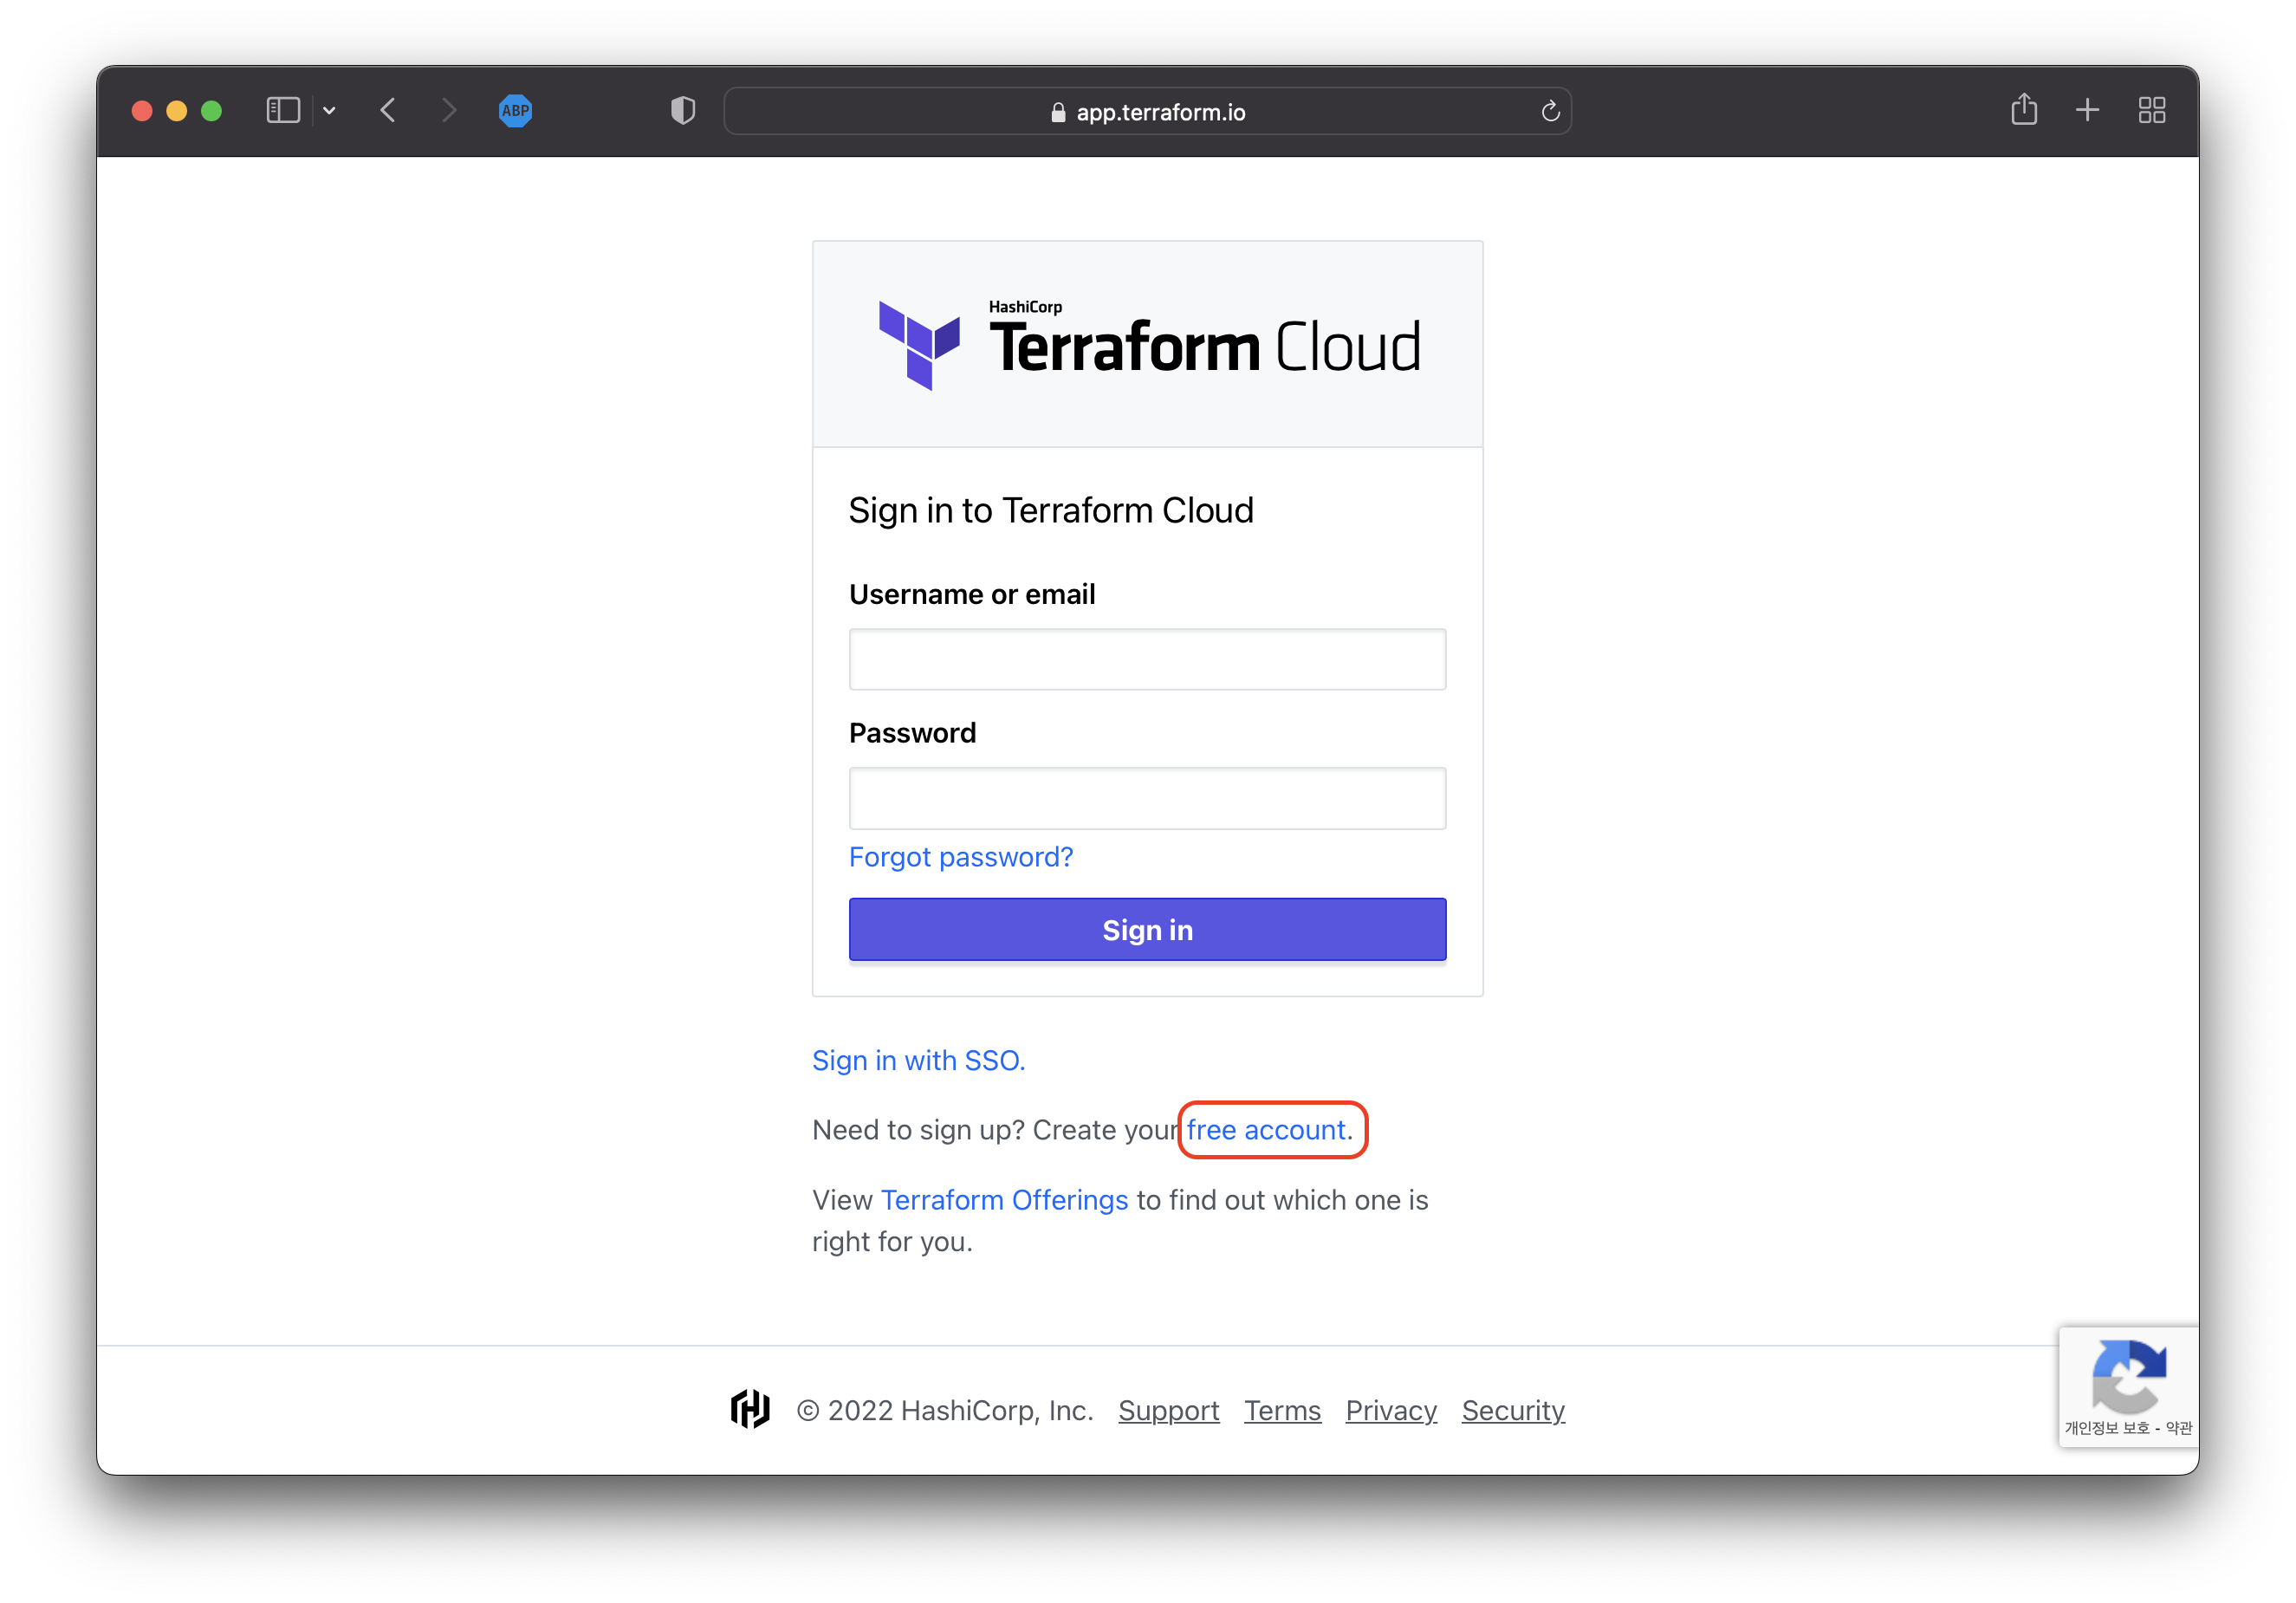 ABP
app.terraform.io
HashiCorp
Terraform Cloud
Sign in to Terraform Cloud
Username or email
Password
Forgot password?
Sign in
Sign in with SSO.
Need to sign up? Create your free account.
View Terraform Offerings to find out which one is
right for you.
© 2022 HashiCorp, Inc. Support Terms Privacy Security
개인정보 보호 - 약관